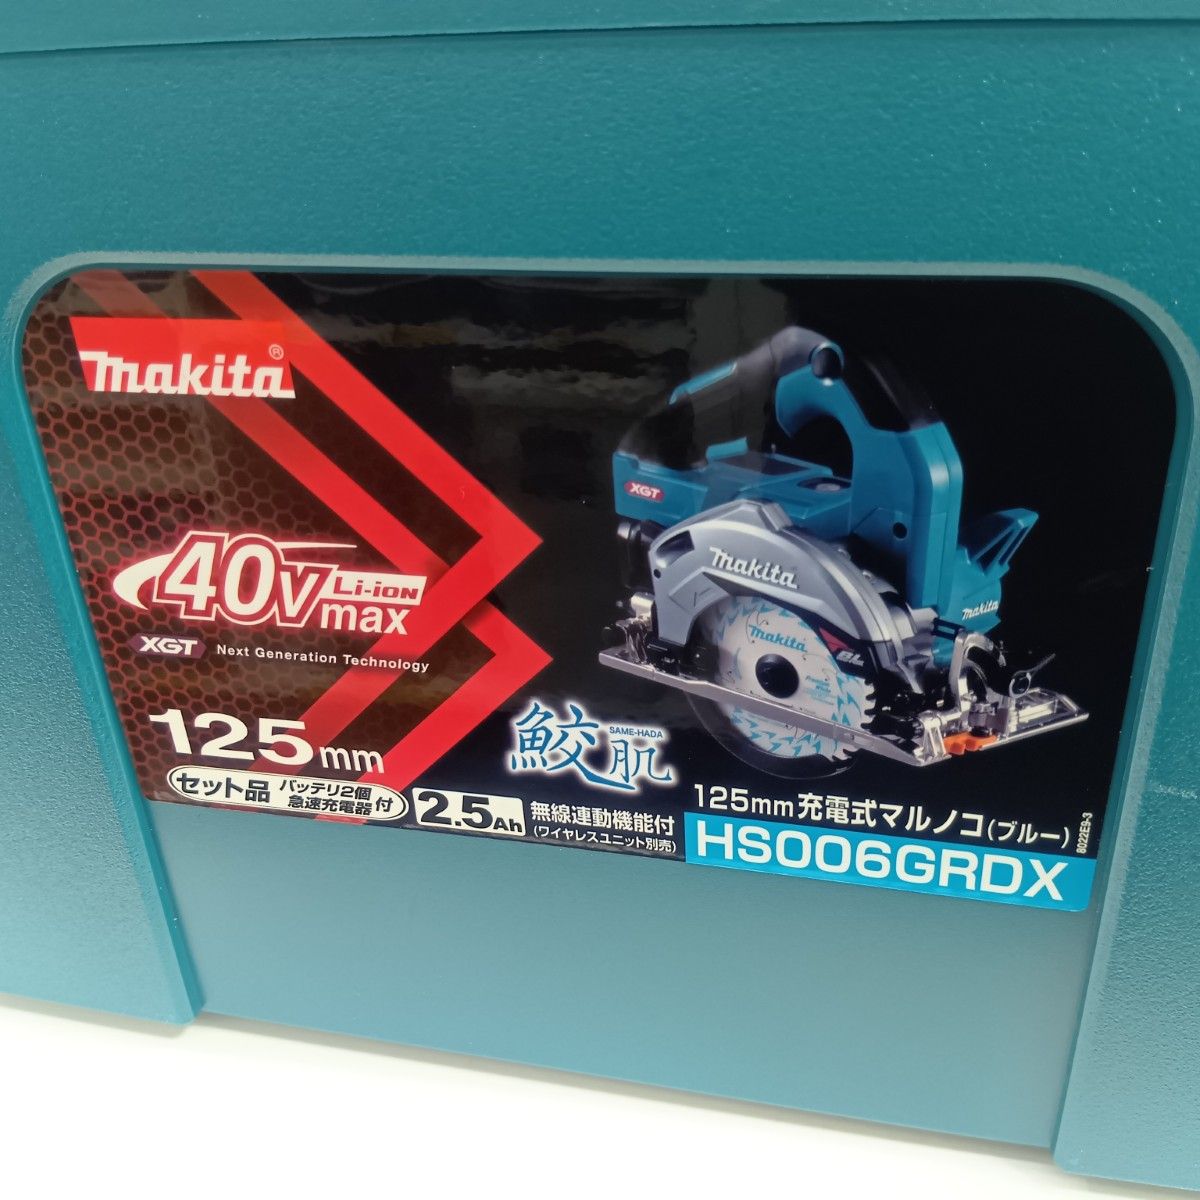 makita®
40Vmax Li-ion
XGT Next Generation Technology
125mm
セット品 バッテリ2個
急速充電器付
2.5Ah
無線連動機能付
(ワイヤレスユニット別売)
鮫肌
SAME-HADA
125mm充電式マルノコ(ブルー)
HS006GRDX
8022E9-3
XGT
makita
makita
makita